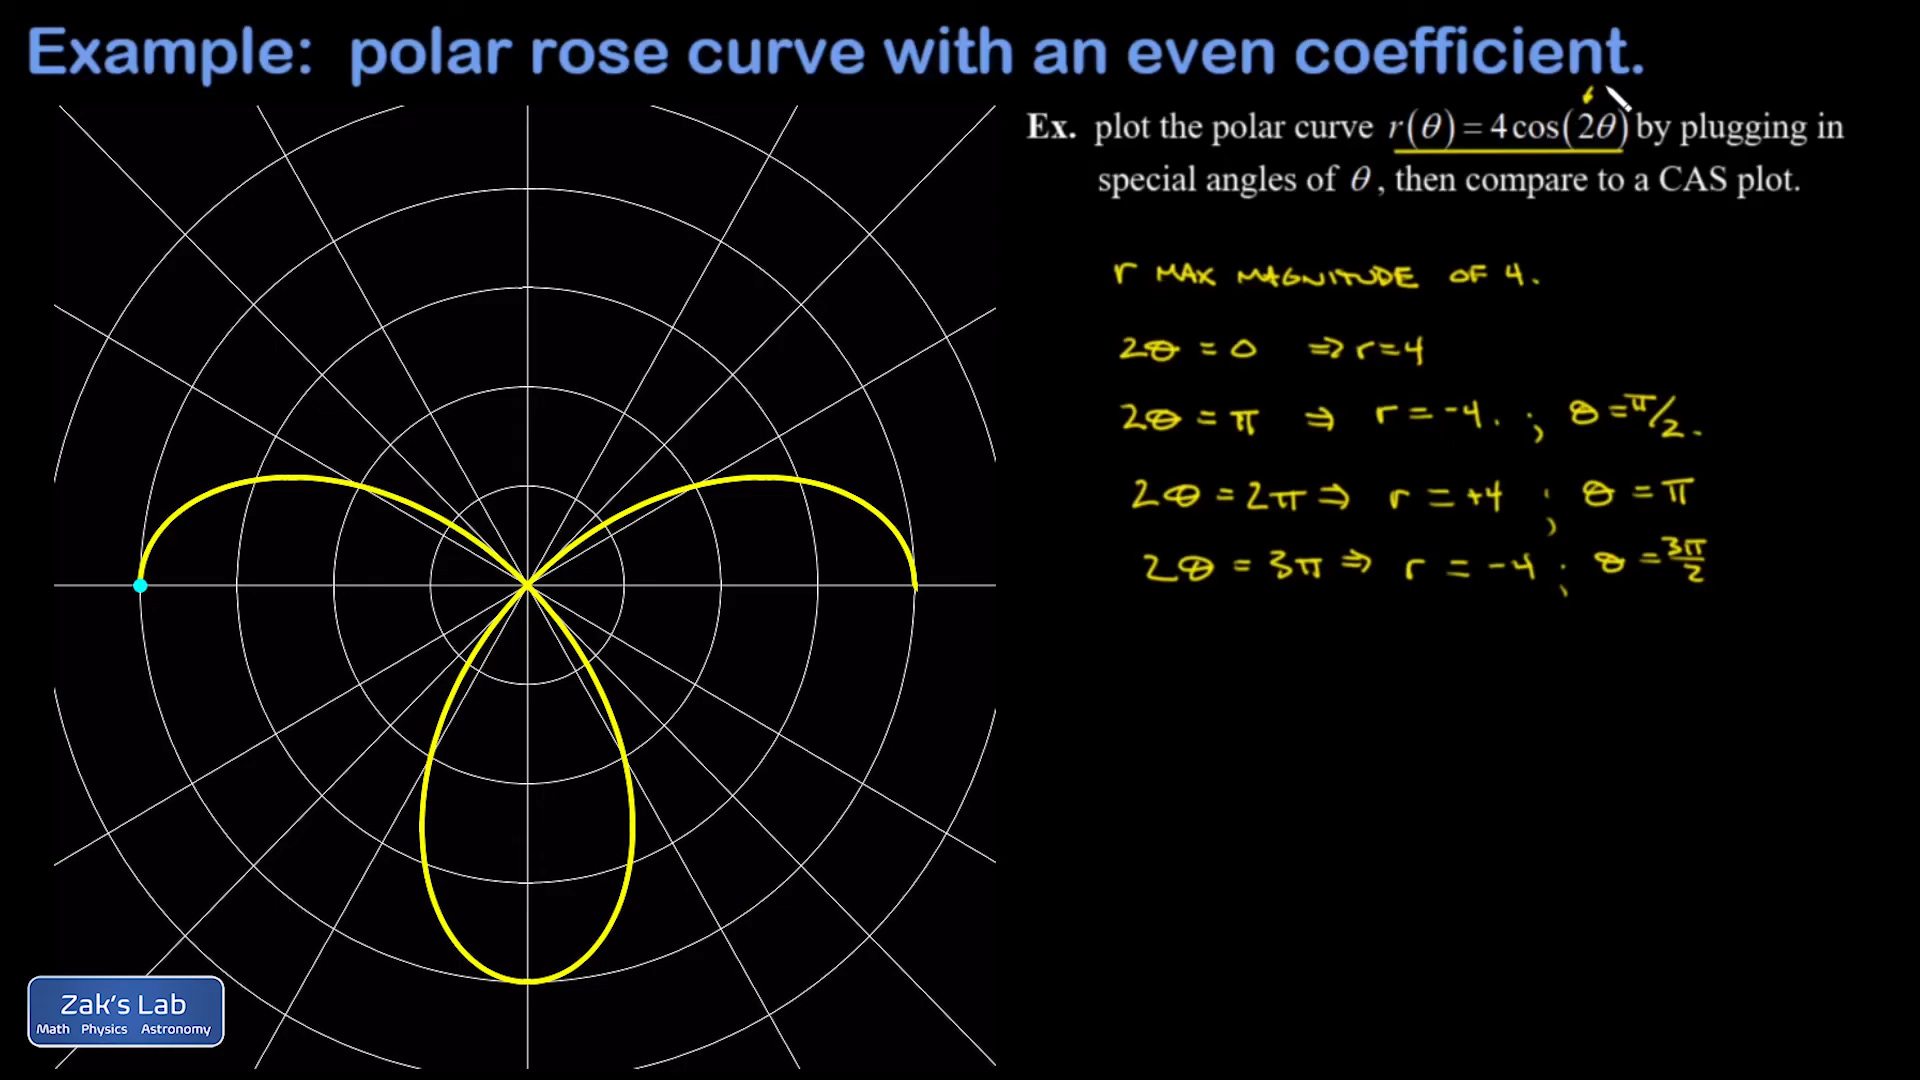 Example: polar rose curve with an even coefficient.
Ex. plot the polar curve r(θ) = 4cos(2θ) by plugging in
special angles of θ, then compare to a CAS plot.
r MAX MAGNITUDE OF 4.
2θ = 0 ⇒ r=4
2θ = π ⇒ r = -4. ; θ = π/2.
2θ = 2π ⇒ r = +4 ; θ = π
2θ = 3π ⇒ r = -4 ; θ = 3π/2
Zak's Lab
Math Physics Astronomy